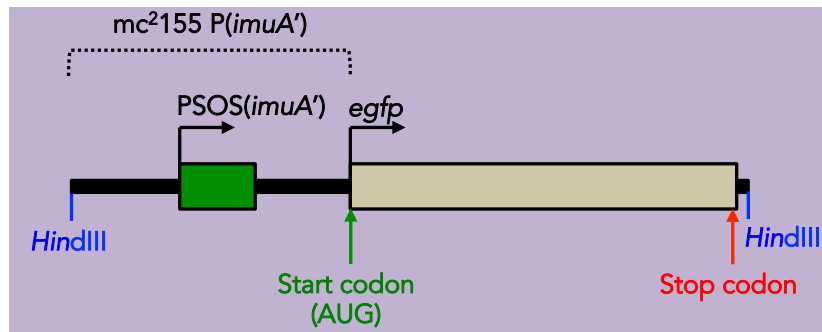 mc²155 P(imuA')
PSOS(imuA')
egfp
HindIII
HindIII
Start codon
(AUG)
Stop codon